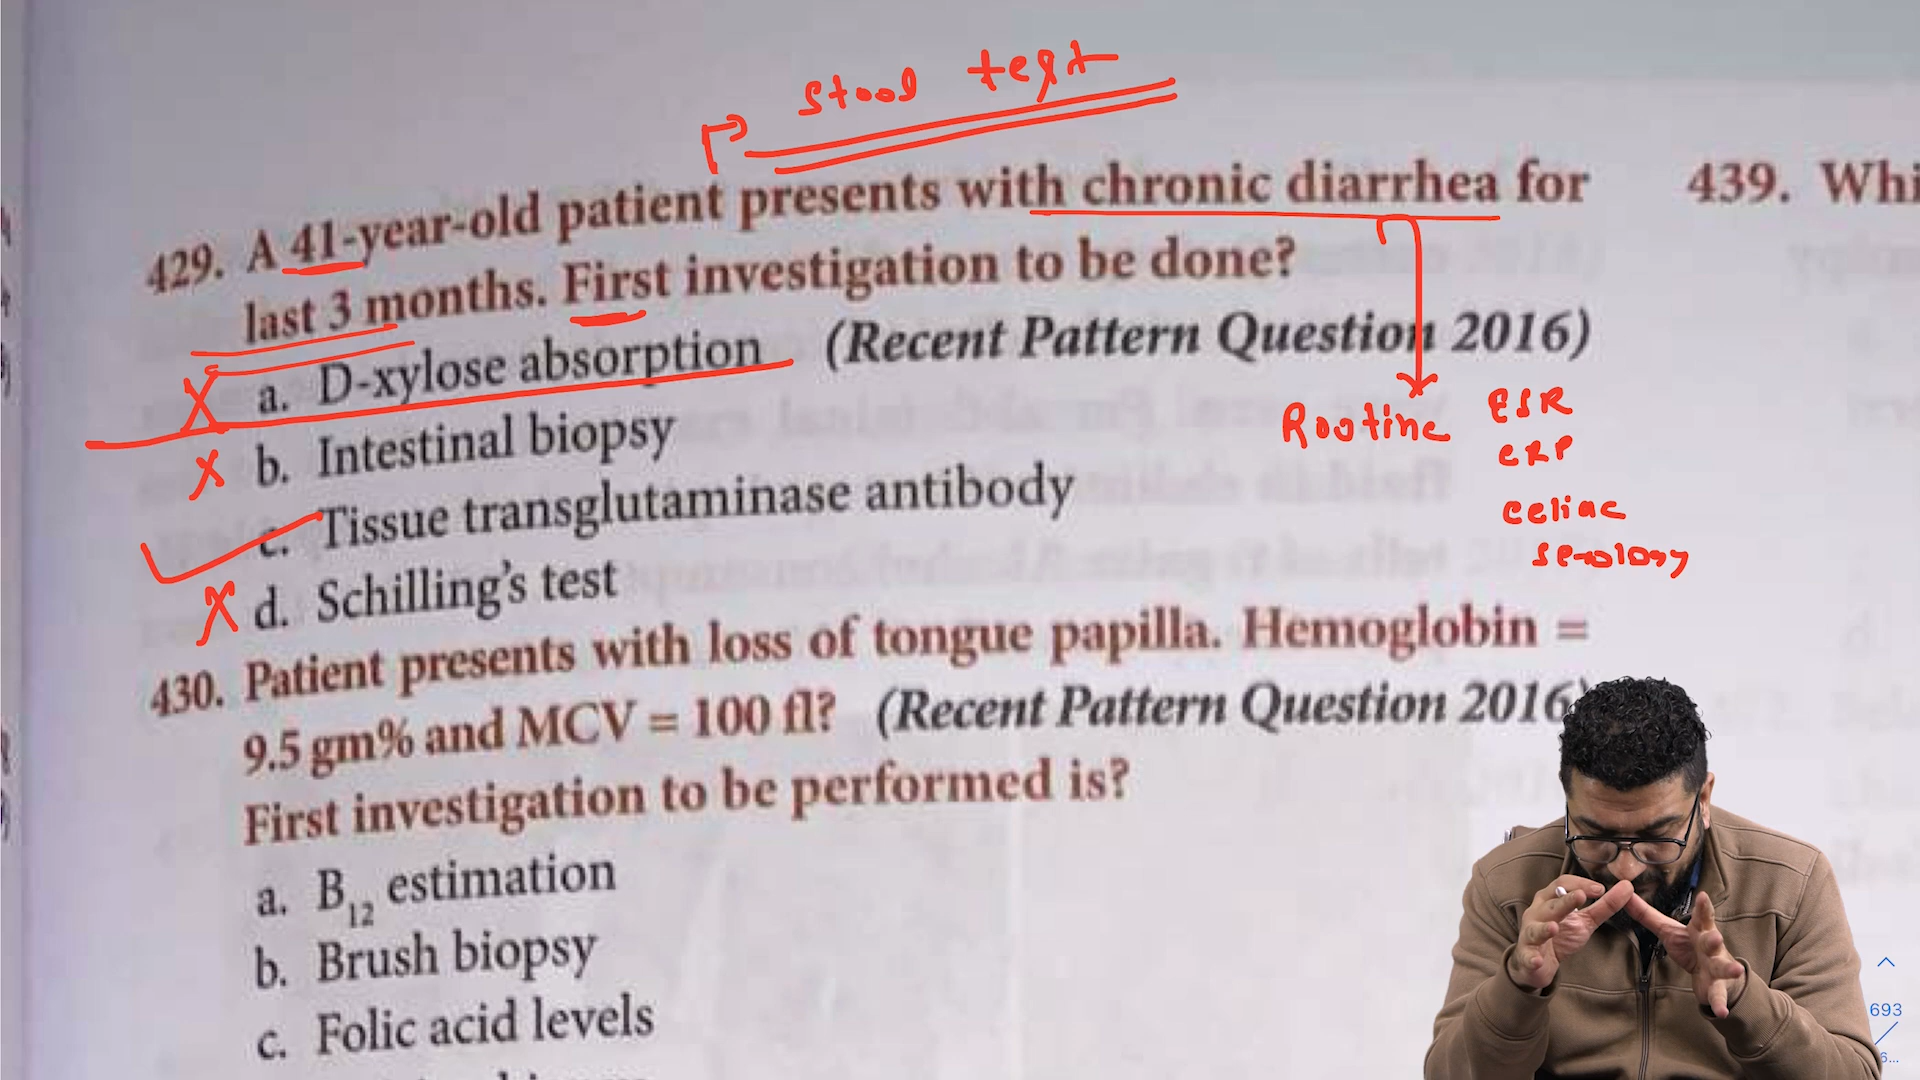 stool test
429. A 41-year-old patient presents with chronic diarrhea for
last 3 months. First investigation to be done?
(Recent Pattern Question 2016)
a. D-xylose absorption
b. Intestinal biopsy
c. Tissue transglutaminase antibody
d. Schilling's test
Routine ESR
CRP
celiac
serology
430. Patient presents with loss of tongue papilla. Hemoglobin =
9.5 gm% and MCV = 100 fl? (Recent Pattern Question 2016)
First investigation to be performed is?
a. B12 estimation
b. Brush biopsy
c. Folic acid levels
439. Whi
693
6...